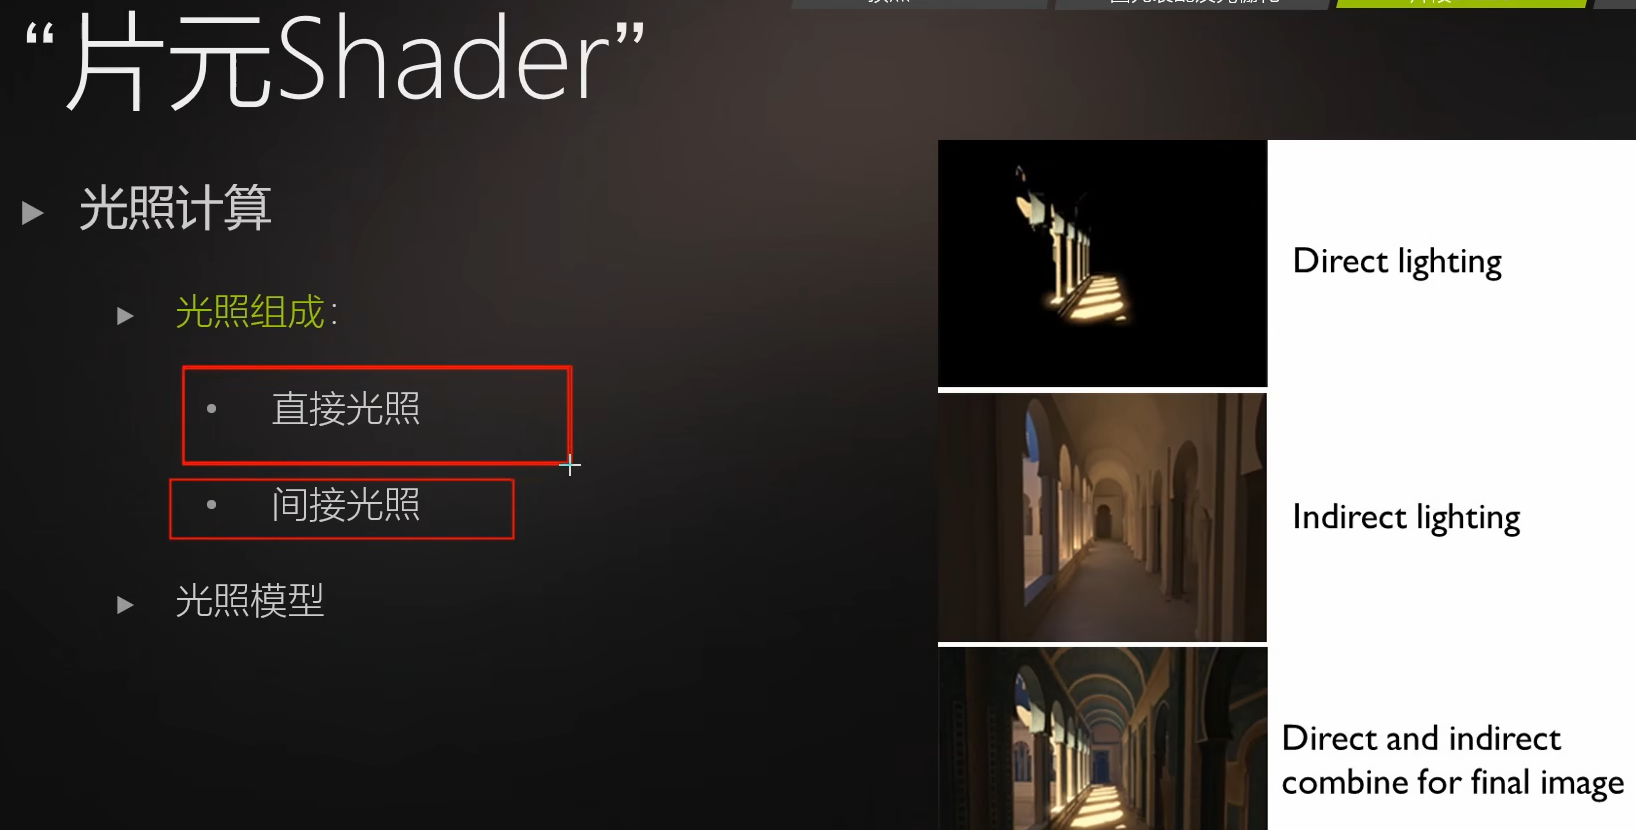 “片元Shader”
光照计算
光照组成:
直接光照
间接光照
光照模型
Direct lighting
Indirect lighting
Direct and indirect
combine for final image